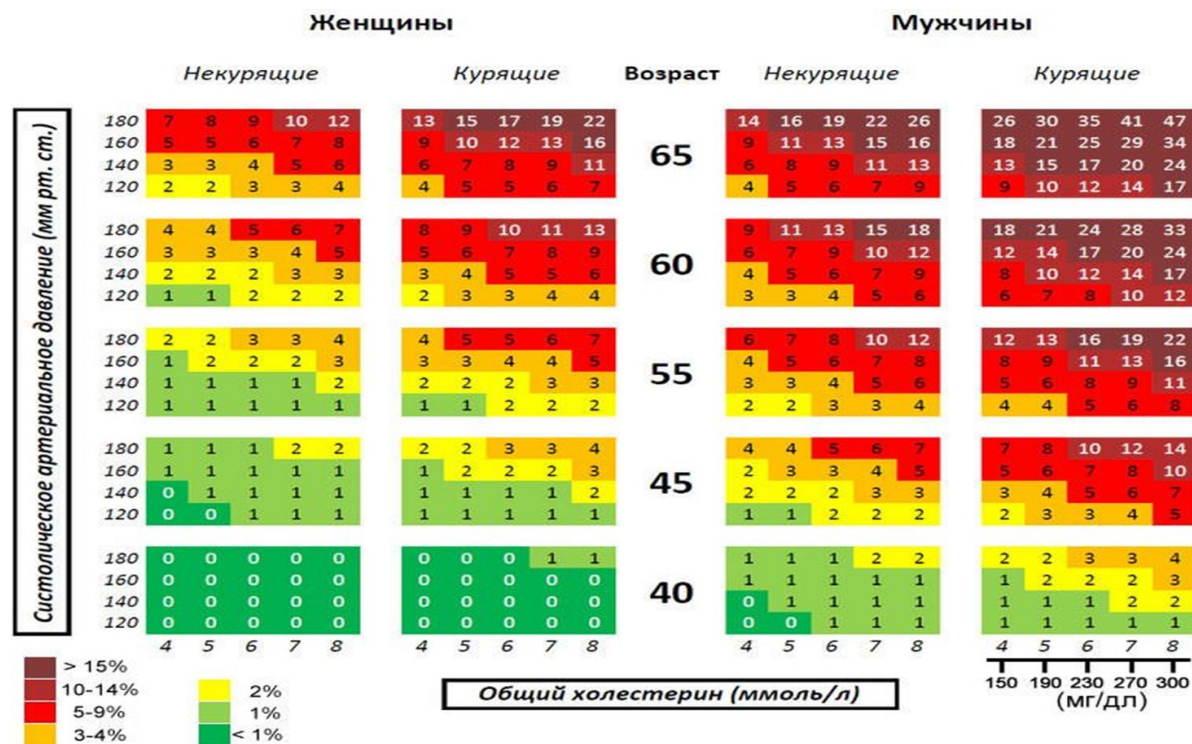 Женщины Мужчины
Некурящие Курящие Возраст Некурящие Курящие
Систолическое артериальное давление (мм рт. ст.)
180 7 8 9 10 12 13 15 17 19 22 14 16 19 22 26 26 30 35 41 47
160 5 5 6 7 8 9 10 12 13 16 9 11 13 15 16 18 21 25 29 34
65
140 3 3 4 5 6 6 7 8 9 11 6 8 9 11 13 13 15 17 20 24
120 2 2 3 3 4 4 5 5 6 7 4 5 6 7 9 9 10 12 14 17
180 4 4 5 6 7 8 9 10 11 13 9 11 13 15 18 18 21 24 28 33
160 3 3 3 4 5 5 6 7 8 9 6 7 9 10 12 12 14 17 20 24
60
140 2 2 2 3 3 3 4 5 5 6 4 5 6 7 9 8 10 12 14 17
120 1 1 2 2 2 2 3 3 4 4 3 3 4 5 6 6 7 8 10 12
180 2 2 3 3 4 4 5 5 6 7 6 7 8 10 12 12 13 16 19 22
160 1 2 2 2 3 3 3 4 4 5 4 5 6 7 8 8 9 11 13 16
55
140 1 1 1 1 2 2 2 2 3 3 3 3 4 5 6 5 6 8 9 11
120 1 1 1 1 1 1 1 2 2 2 2 2 3 3 4 4 4 5 6 8
180 1 1 1 2 2 2 2 3 3 4 4 4 5 6 7 7 8 10 12 14
160 1 1 1 1 1 1 2 2 2 3 2 3 3 4 5 5 6 7 8 10
45
140 0 1 1 1 1 1 1 1 1 2 2 2 2 3 3 3 4 5 6 7
120 0 0 1 1 1 1 1 1 1 1 1 1 2 2 2 2 3 3 4 5
180 0 0 0 0 0 0 0 0 1 1 1 1 1 2 2 2 2 3 3 4
160 0 0 0 0 0 0 0 0 0 0 1 1 1 1 1 1 2 2 2 3
40
140 0 0 0 0 0 0 0 0 0 0 0 1 1 1 1 1 1 1 2 2
120 0 0 0 0 0 0 0 0 0 0 0 0 1 1 1 1 1 1 1 1
4 5 6 7 8 4 5 6 7 8 4 5 6 7 8 4 5 6 7 8
150 190 230 270 300
(мг/дл)
Общий холестерин (ммоль/л)
> 15%
10-14%
5-9%
3-4%
2%
1%
< 1%